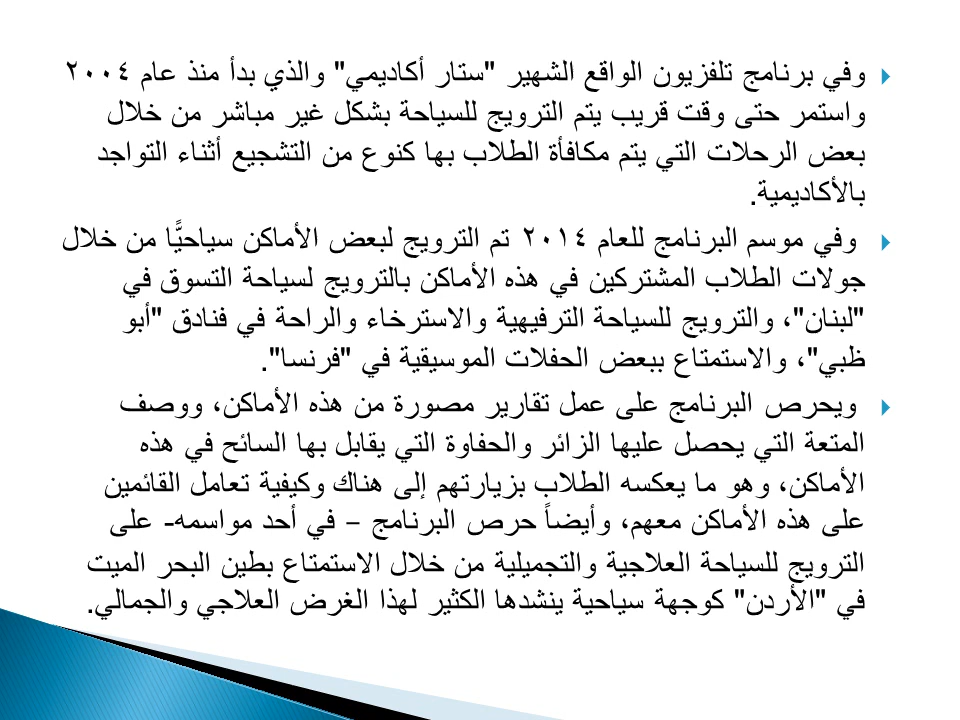 وفي برنامج تلفزيون الواقع الشهير "ستار أكاديمي" والذي بدأ منذ عام ٢٠٠٤
واستمر حتى وقت قريب يتم الترويج للسياحة بشكل غير مباشر من خلال
بعض الرحلات التي يتم مكافأة الطلاب بها كنوع من التشجيع أثناء التواجد
بالأكاديمية.
وفي موسم البرنامج للعام ٢٠١٤ تم الترويج لبعض الأماكن سياحيًّا من خلال
جولات الطلاب المشتركين في هذه الأماكن بالترويج لسياحة التسوق في
"لبنان"، والترويج للسياحة الترفيهية والاسترخاء والراحة في فنادق "أبو
ظبي"، والاستمتاع ببعض الحفلات الموسيقية في "فرنسا".
ويحرص البرنامج على عمل تقارير مصورة من هذه الأماكن، ووصف
المتعة التي يحصل عليها الزائر والحفاوة التي يقابل بها السائح في هذه
الأماكن، وهو ما يعكسه الطلاب بزيارتهم إلى هناك وكيفية تعامل القائمين
على هذه الأماكن معهم، وأيضاً حرص البرنامج – في أحد مواسمه- على
الترويج للسياحة العلاجية والتجميلية من خلال الاستمتاع بطين البحر الميت
في "الأردن" كوجهة سياحية ينشدها الكثير لهذا الغرض العلاجي والجمالي.